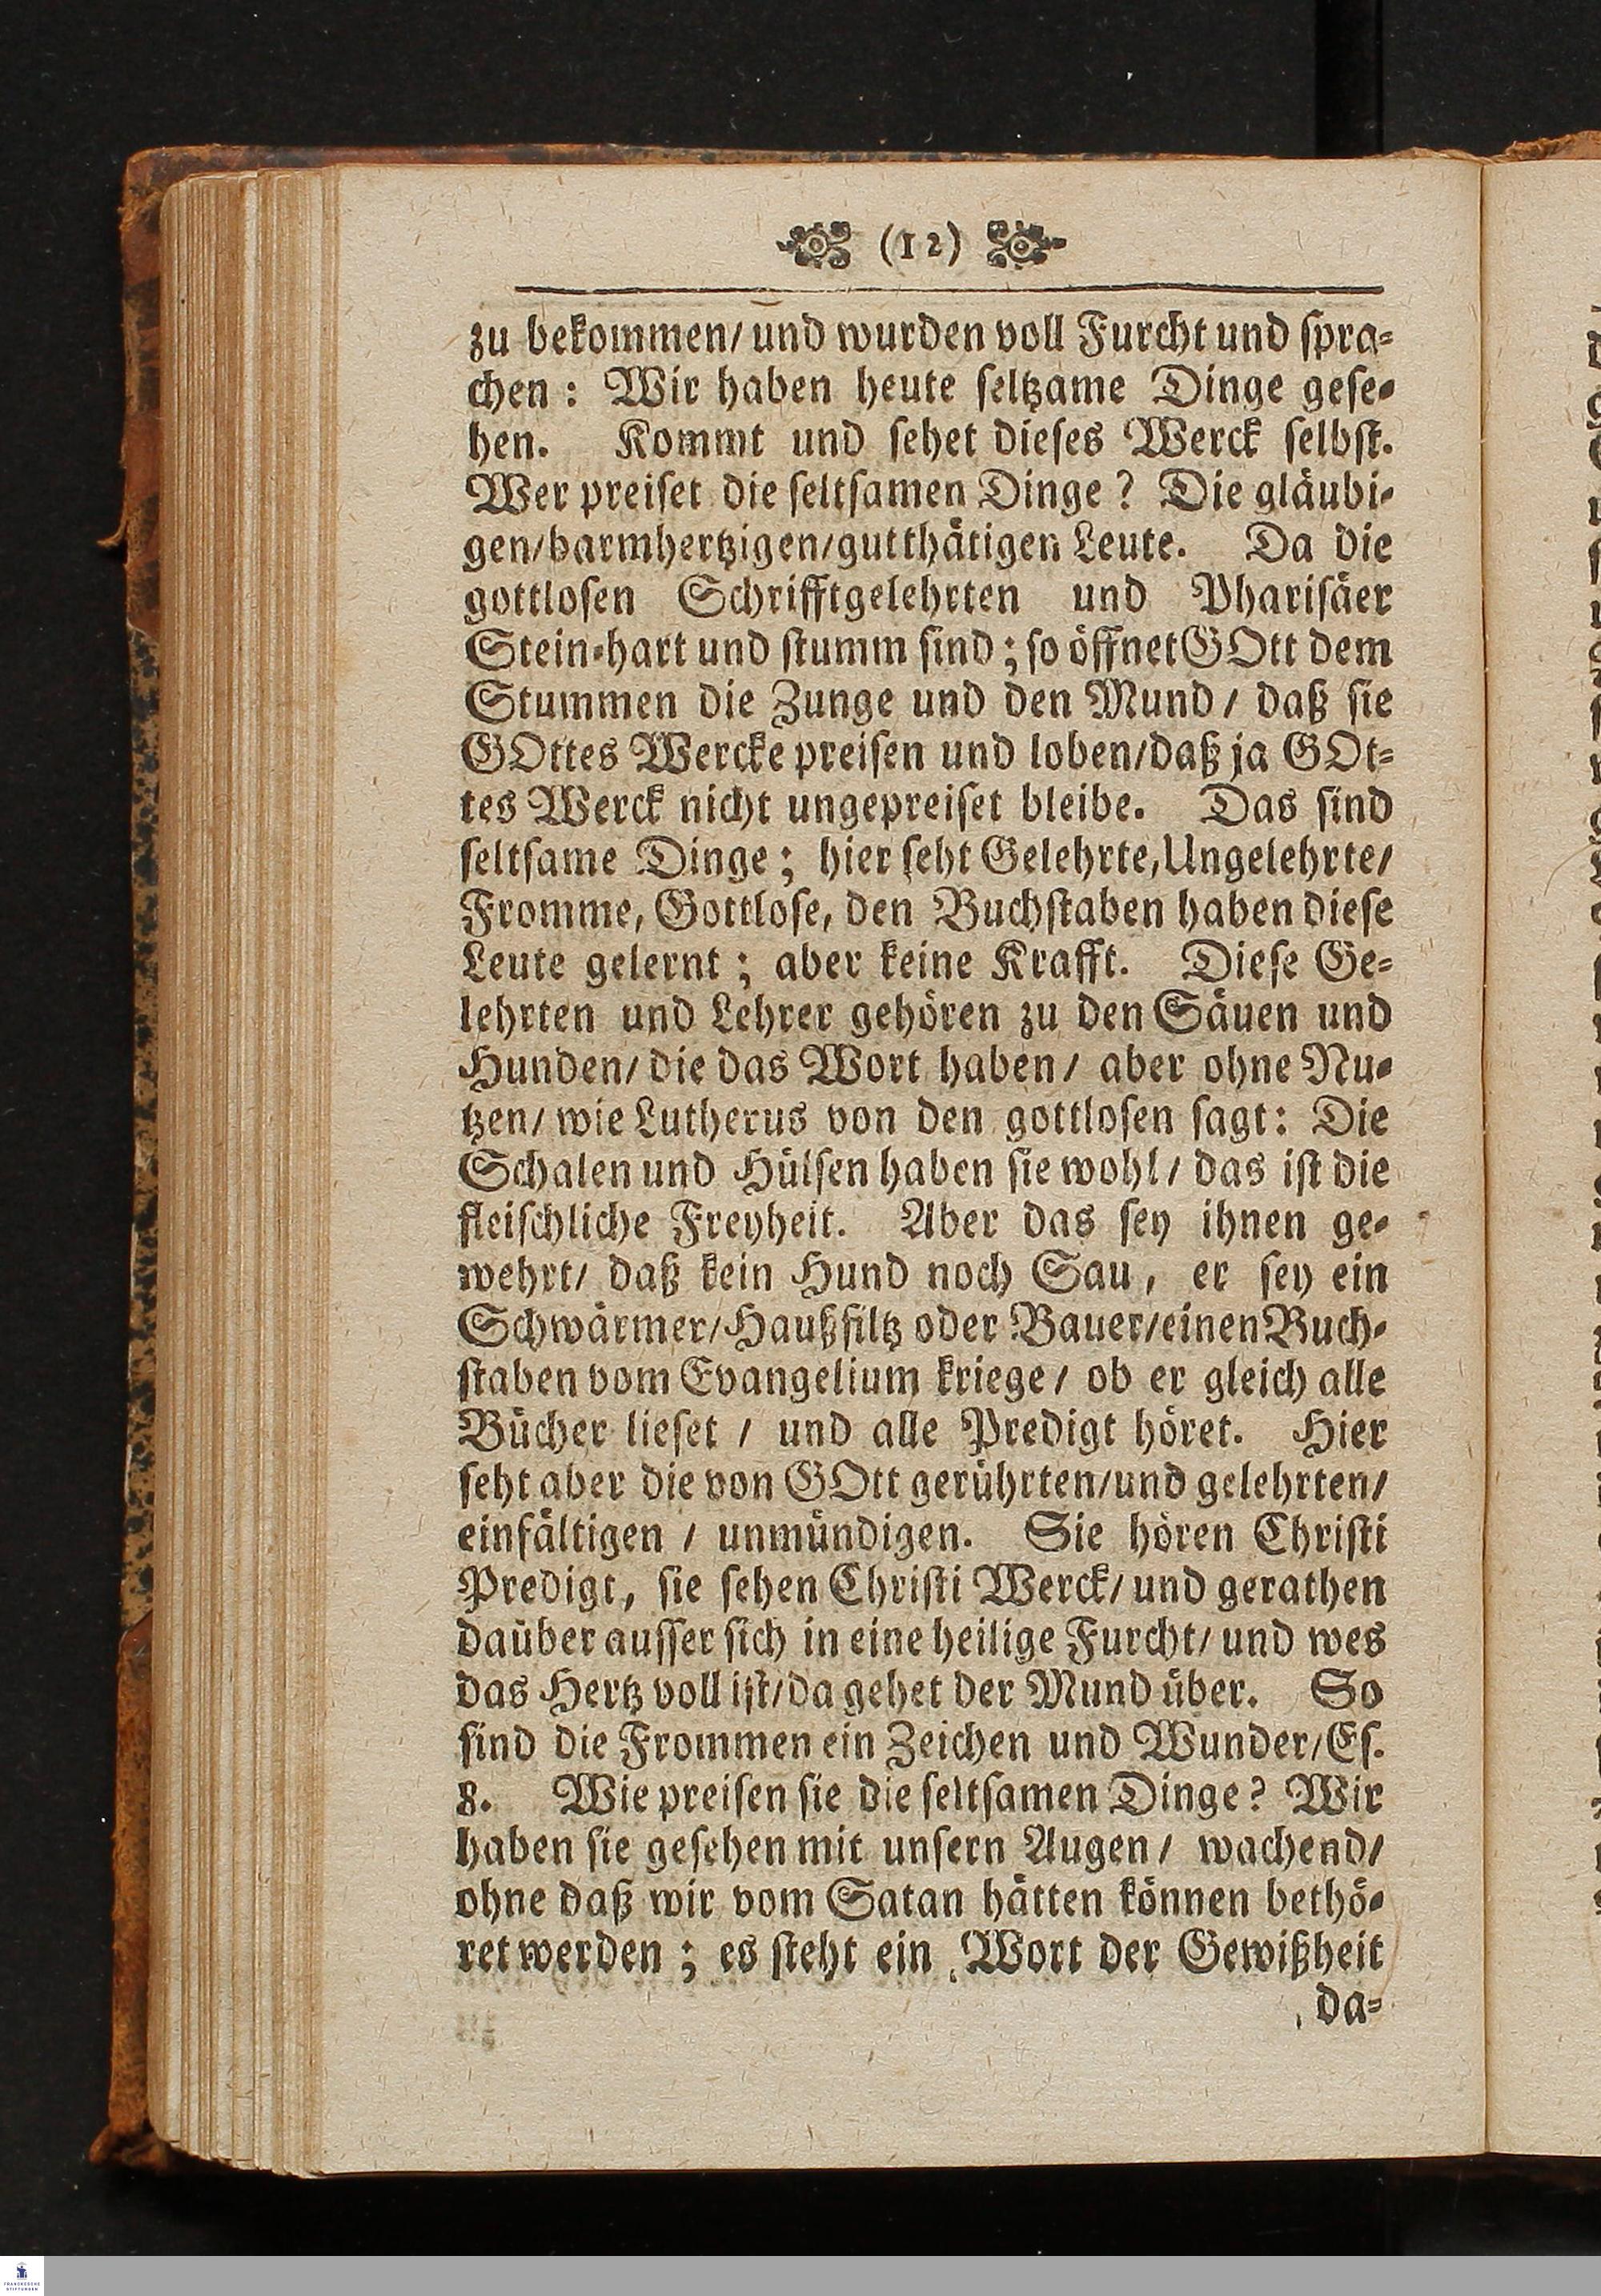 (12)
zu bekommen/ und wurden voll Furcht und spra-
chen: Wir haben heute seltzame Dinge gese-
hen. Kommt und sehet dieses Werck selbst.
Wer preiset die seltsamen Dinge? Die gläubi-
gen/barmhertzigen/gutthätigen Leute. Da die
gottlosen Schrifftgelehrten und Pharisäer
Stein-hart und stumm sind; so öffnet GOtt dem
Stummen die Zunge und den Mund/ daß sie
GOttes Wercke preisen und loben/daß ja GOt-
tes Werck nicht ungepreiset bleibe. Das sind
seltsame Dinge; hier seht Gelehrte, Ungelehrte/
Fromme, Gottlose, den Buchstaben haben diese
Leute gelernt; aber keine Krafft. Diese Ge-
lehrten und Lehrer gehören zu den Säuen und
Hunden/ die das Wort haben/ aber ohne Nu-
tzen/ wie Lutherus von den gottlosen sagt: Die
Schalen und Hülsen haben sie wohl/ das ist die
fleischliche Freyheit. Aber das sey ihnen ge-
wehrt/ daß kein Hund noch Sau, er sey ein
Schwärmer/Haußfiltz oder Bauer/einen Buch-
staben vom Evangelium kriege/ ob er gleich alle
Bücher lieset / und alle Predigt höret. Hier
seht aber die von GOtt gerührten/und gelehrten/
einfältigen / unmündigen. Sie hören Christi
Predigt, sie sehen Christi Werck/ und gerathen
daüber ausser sich in eine heilige Furcht/ und wes
das Hertz voll ist/da gehet der Mund über. So
sind die Frommen ein Zeichen und Wunder/Es.
8. Wie preisen sie die seltsamen Dinge? Wir
haben sie gesehen mit unsern Augen/ wachend/
ohne daß wir vom Satan hätten können bethö-
ret werden; es steht ein Wort der Gewißheit
da-
FRANCKESCHE
STIFTUNGEN